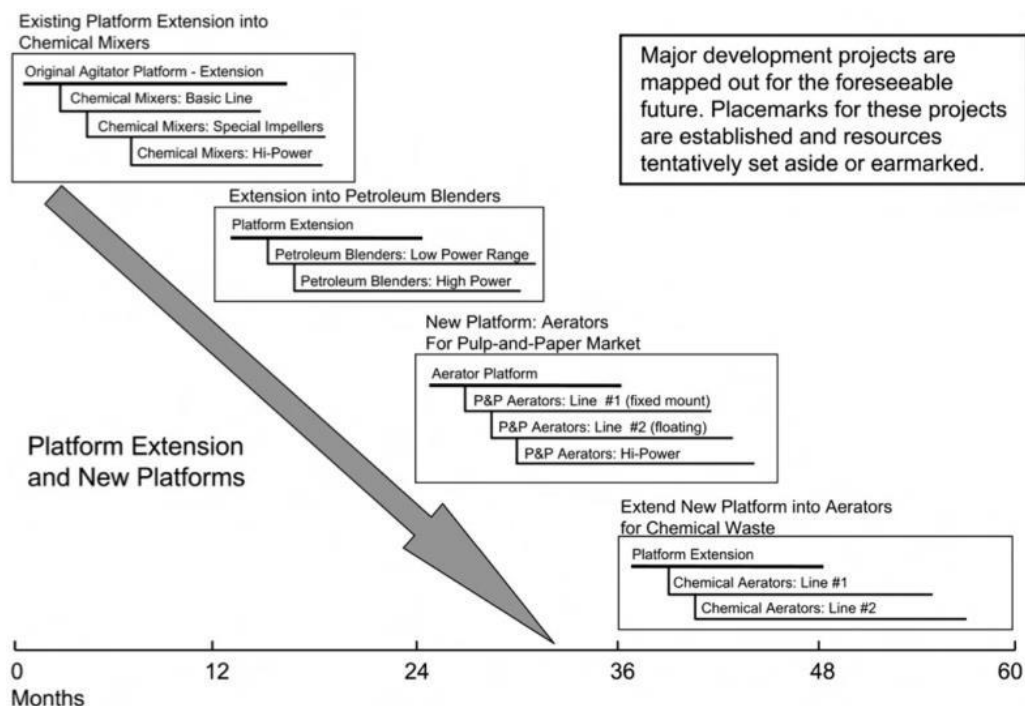 Existing Platform Extension into
Chemical Mixers
Original Agitator Platform - Extension
Chemical Mixers: Basic Line
Chemical Mixers: Special Impellers
Chemical Mixers: Hi-Power
Major development projects are
mapped out for the foreseeable
future. Placemarks for these projects
are established and resources
tentatively set aside or earmarked.
Extension into Petroleum Blenders
Platform Extension
Petroleum Blenders: Low Power Range
Petroleum Blenders: High Power
New Platform: Aerators
For Pulp-and-Paper Market
Aerator Platform
P&P Aerators: Line #1 (fixed mount)
P&P Aerators: Line #2 (floating)
P&P Aerators: Hi-Power
Platform Extension
and New Platforms
Extend New Platform into Aerators
for Chemical Waste
Platform Extension
Chemical Aerators: Line #1
Chemical Aerators: Line #2
0 12 24 36 48 60
Months